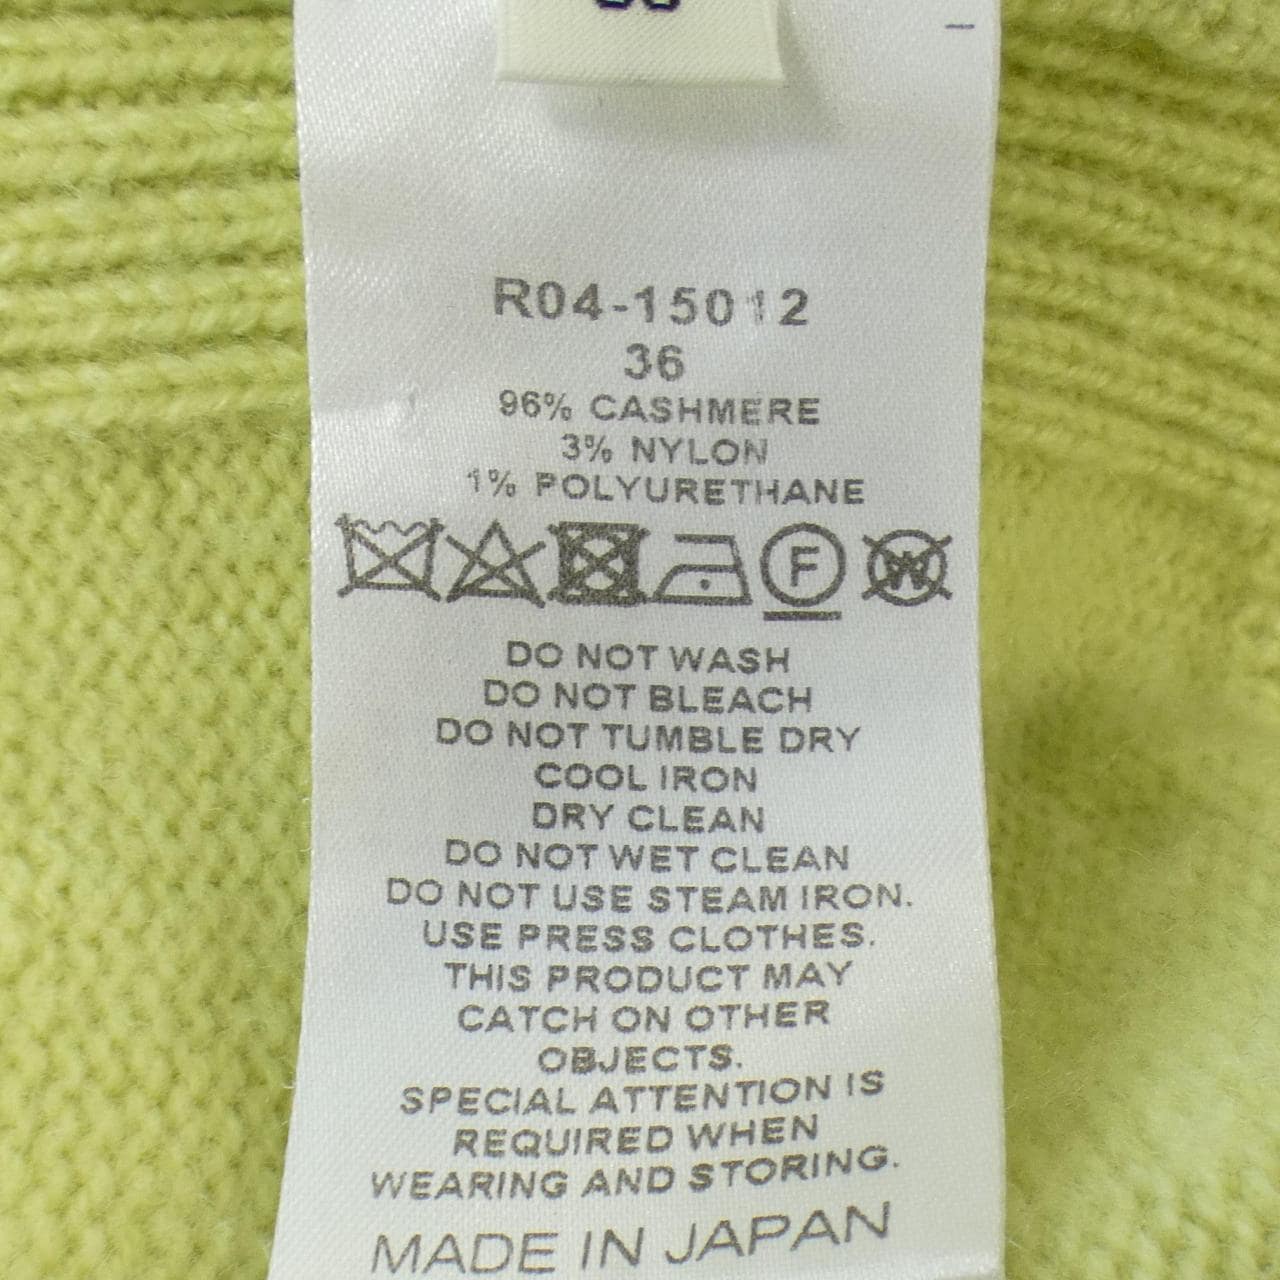 R04-15012
36
96% CASHMERE
3% NYLON
1% POLYURETHANE
F
W
DO NOT WASH
DO NOT BLEACH
DO NOT TUMBLE DRY
COOL IRON
DRY CLEAN
DO NOT WET CLEAN
DO NOT USE STEAM IRON.
USE PRESS CLOTHES.
THIS PRODUCT MAY
CATCH ON OTHER
OBJECTS.
SPECIAL ATTENTION IS
REQUIRED WHEN
WEARING AND STORING.
MADE IN JAPAN